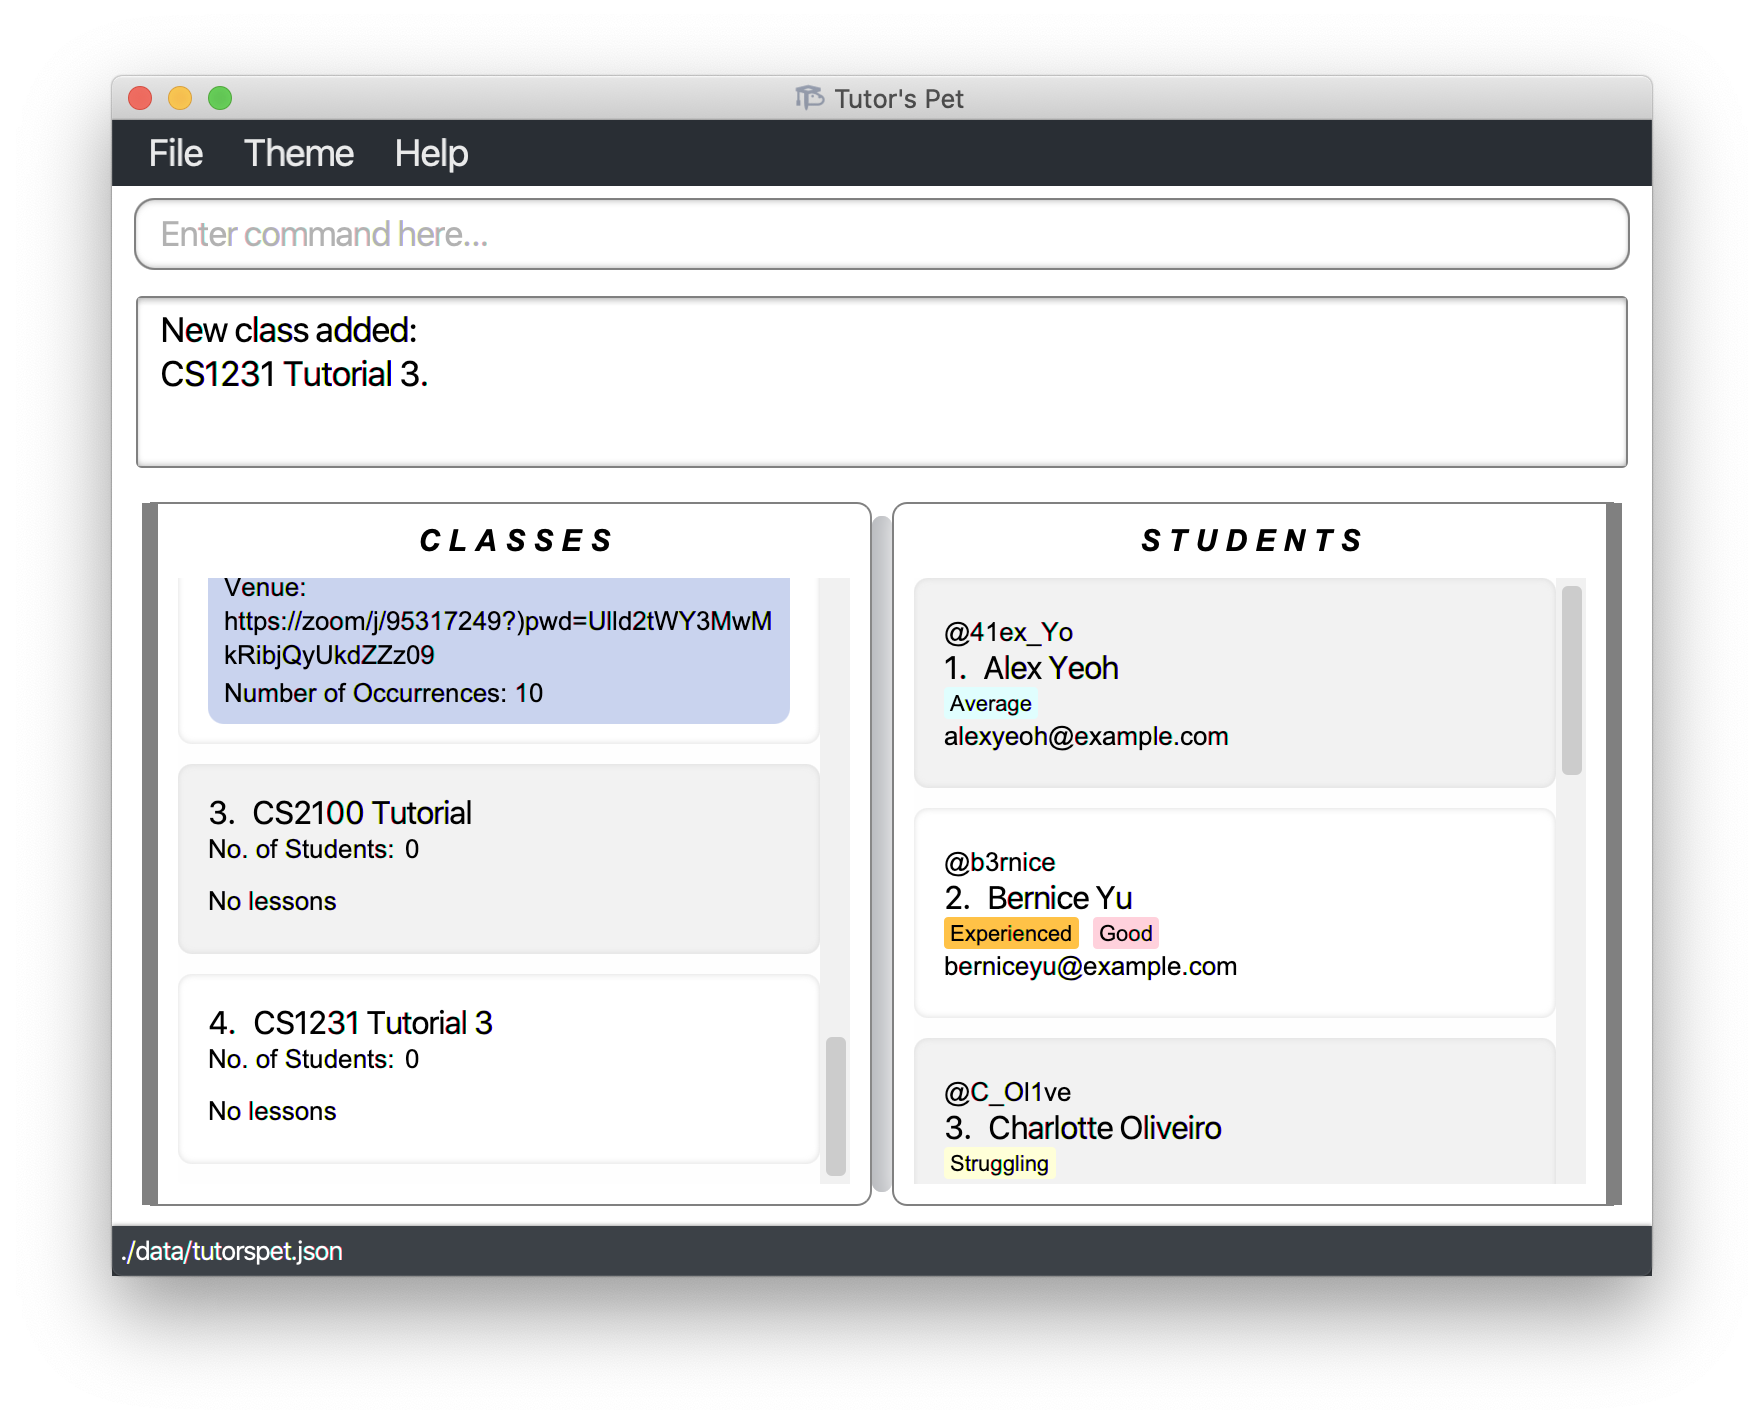 Tutor's Pet
File Theme Help
Enter command here...
New class added:
CS1231 Tutorial 3.
CLASSES
Venue:
https://zoom/j/95317249?)pwd=Ulld2tWY3MwM
kRibjQyUkdZZz09
Number of Occurrences: 10
3. CS2100 Tutorial
No. of Students: 0
No lessons
4. CS1231 Tutorial 3
No. of Students: 0
No lessons
STUDENTS
@41ex_Yo
1. Alex Yeoh
Average
alexyeoh@example.com
@b3rnice
2. Bernice Yu
Experienced Good
berniceyu@example.com
@C_Ol1ve
3. Charlotte Oliveiro
Struggling
./data/tutorspet.json